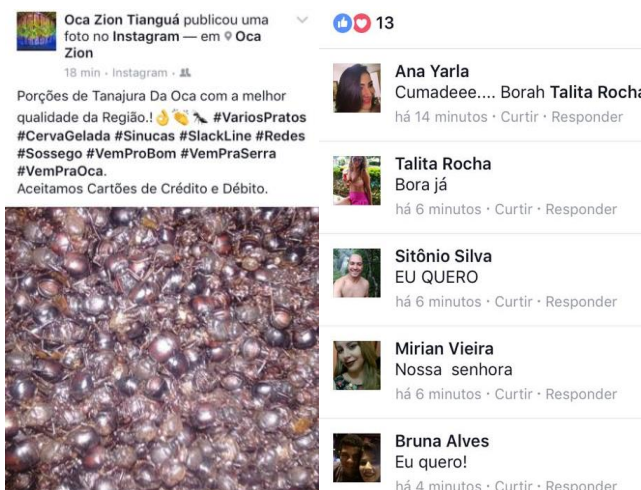 Oca Zion Tianguá publicou uma
foto no Instagram — em Oca
Zion
18 min · Instagram ·
Porções de Tanajura Da Oca com a melhor
qualidade da Região.! #VariosPratos
#CervaGelada #Sinucas #SlackLine #Redes
#Sossego #VemProBom #VemPraSerra
#VemPraOca.
Aceitamos Cartões de Crédito e Débito.
13
Ana Yarla
Cumadeee.... Borah Talita Rocha
há 14 minutos · Curtir · Responder
Talita Rocha
Bora já
há 6 minutos · Curtir · Responder
Sitônio Silva
EU QUERO
há 6 minutos · Curtir · Responder
Mirian Vieira
Nossa senhora
há 6 minutos · Curtir · Responder
Bruna Alves
Eu quero!
há 4 minutos · Curtir · Responder